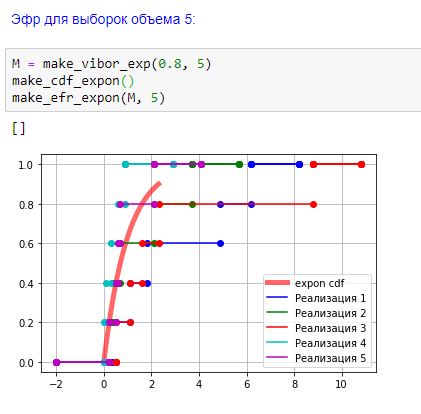 Эфр для выборок объема 5:
M = make_vibor_exp(0.8, 5)
make_cdf_expon()
make_efr_expon(M, 5)
[]
1.0
0.8
0.6
0.4
0.2
0.0
expon cdf
Реализация 1
Реализация 2
Реализация 3
Реализация 4
Реализация 5
−2 0 2 4 6 8 10